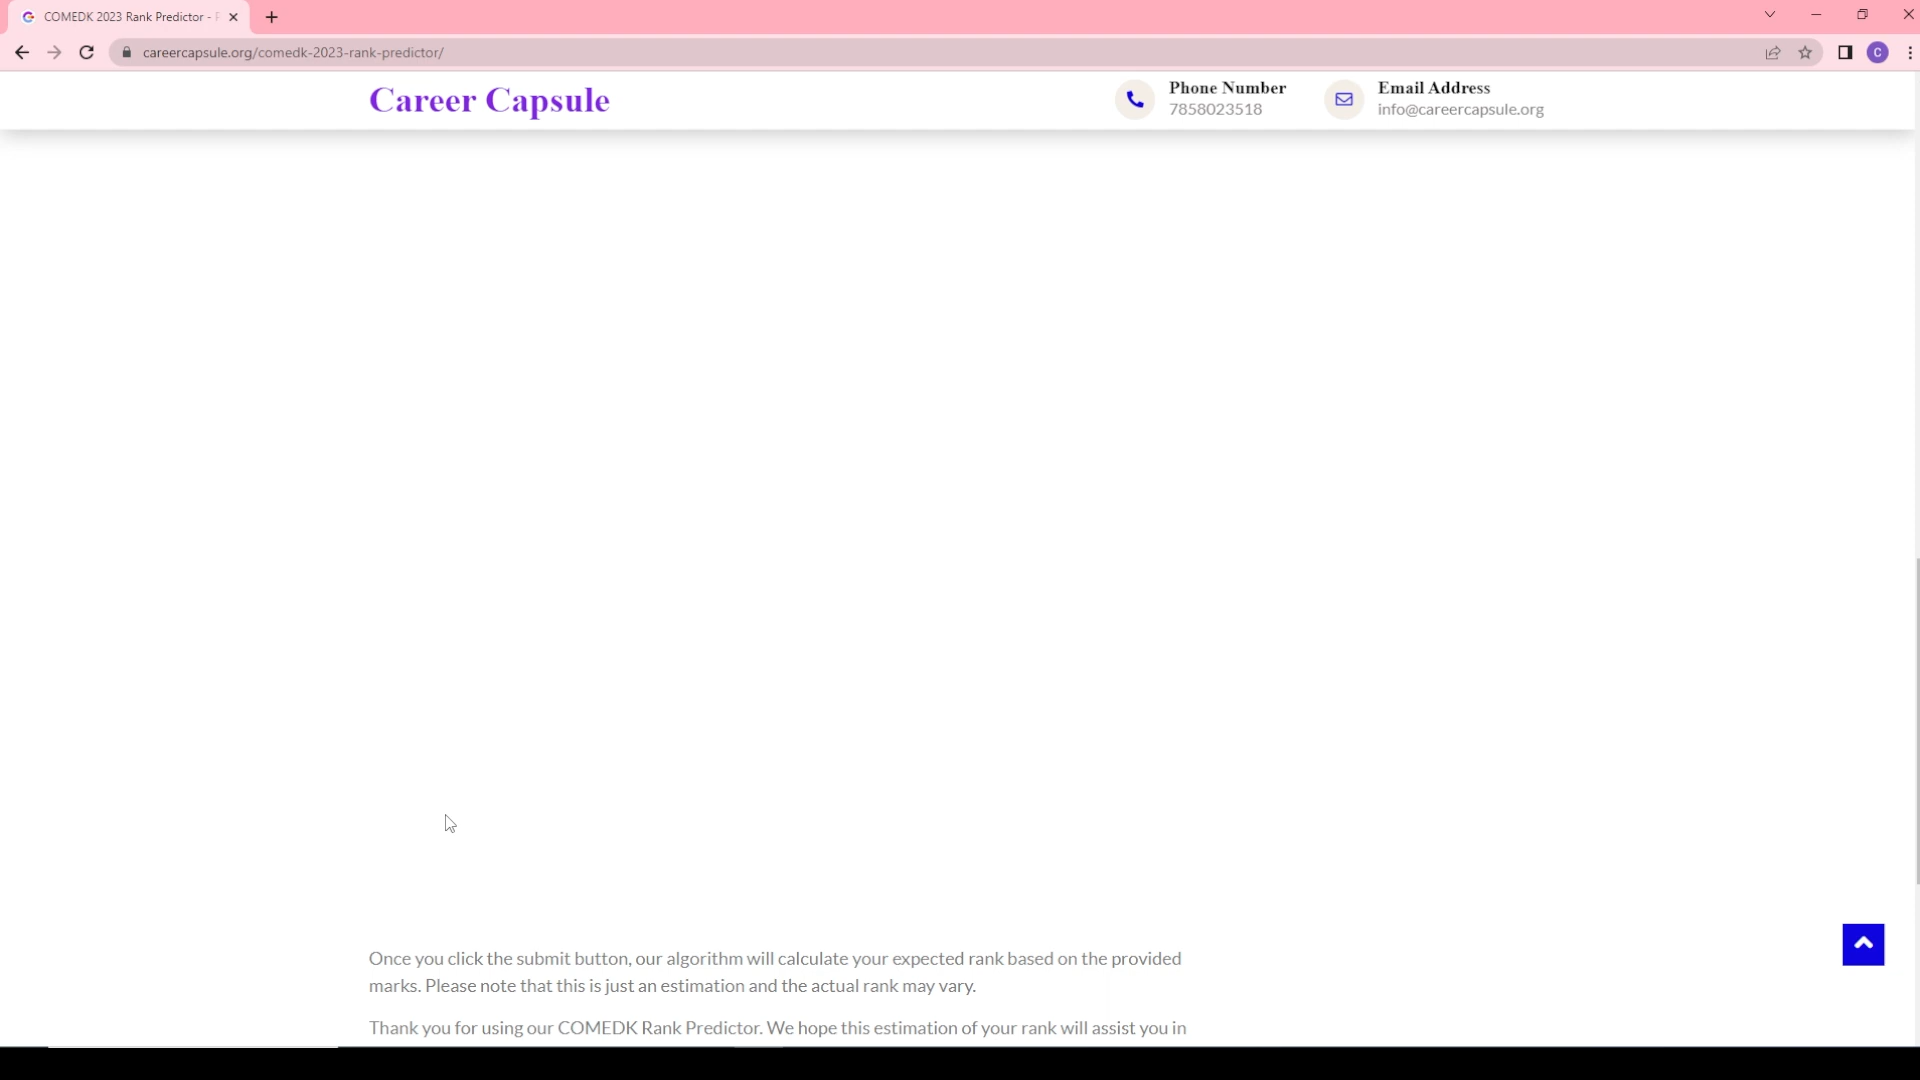 COMEDK 2023 Rank Predictor -
careercapsule.org/comedk-2023-rank-predictor/
C
Career Capsule
Phone Number
7858023518
Email Address
info@careercapsule.org
Once you click the submit button, our algorithm will calculate your expected rank based on the provided
marks. Please note that this is just an estimation and the actual rank may vary.
Thank you for using our COMEDK Rank Predictor. We hope this estimation of your rank will assist you in